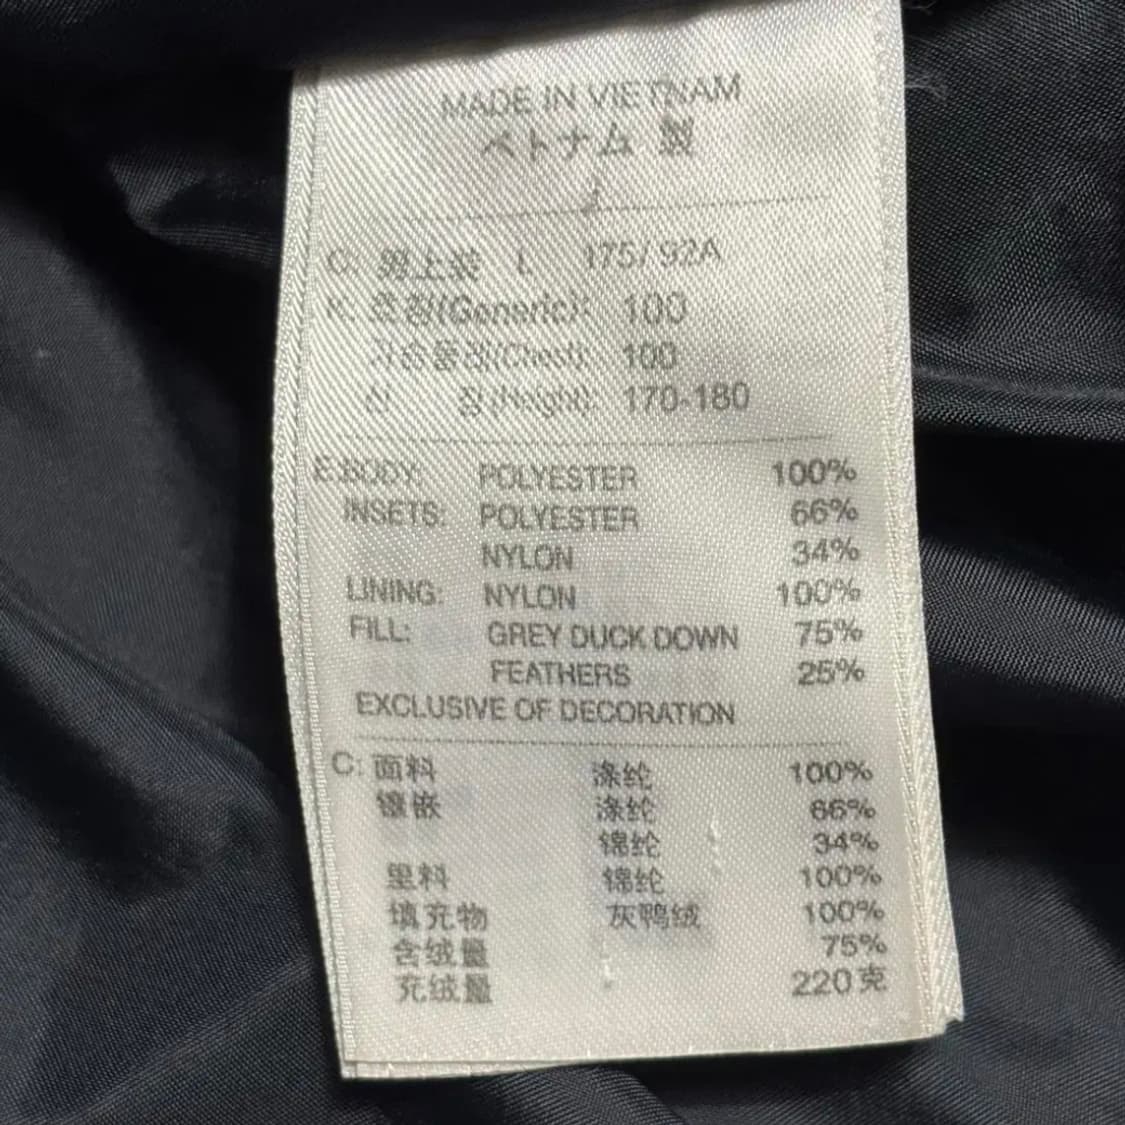 MADE IN VIETNAM
ベトナム 製
C: 男上装 L 175/92A
K: 호칭(Generic): 100
가슴둘레(Chest): 100
신 장(Height): 170-180
E:BODY: POLYESTER 100%
INSETS: POLYESTER 66%
NYLON 34%
LINING: NYLON 100%
FILL: GREY DUCK DOWN 75%
FEATHERS 25%
EXCLUSIVE OF DECORATION
C: 面料 涤纶 100%
镶嵌 涤纶 66%
锦纶 34%
里料 锦纶 100%
填充物 灰鸭绒 100%
含绒量 75%
充绒量 220克